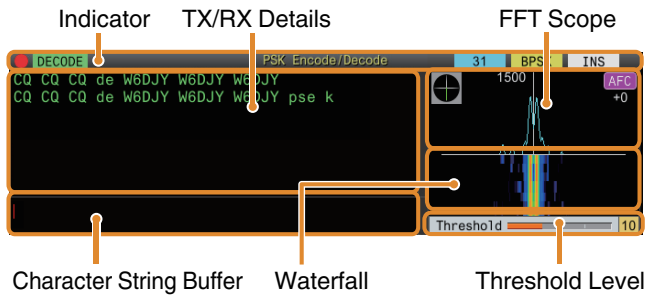 Indicator TX/RX Details FFT Scope
DECODE PSK Encode/Decode 31 BPSK INS
CQ CQ CQ de W6DJY W6DJY W6DJY
CQ CQ CQ de W6DJY W6DJY W6DJY pse k
1500 AFC
+0
Threshold 10
Character String Buffer Waterfall Threshold Level